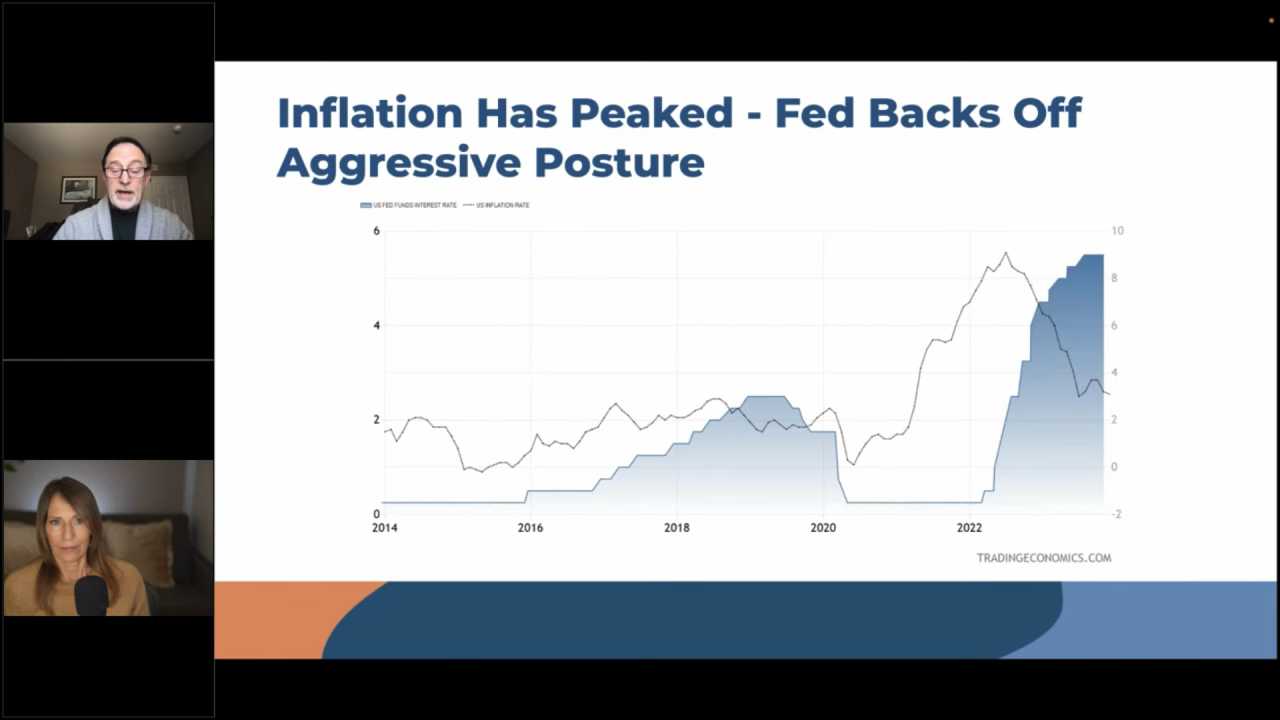 Inflation Has Peaked - Fed Backs Off
Aggressive Posture
US FED FUNDS INTEREST RATE US INFLATION RATE
6
4
2
0
10
8
6
4
2
0
-2
2014 2016 2018 2020 2022
TRADINGECONOMICS.COM